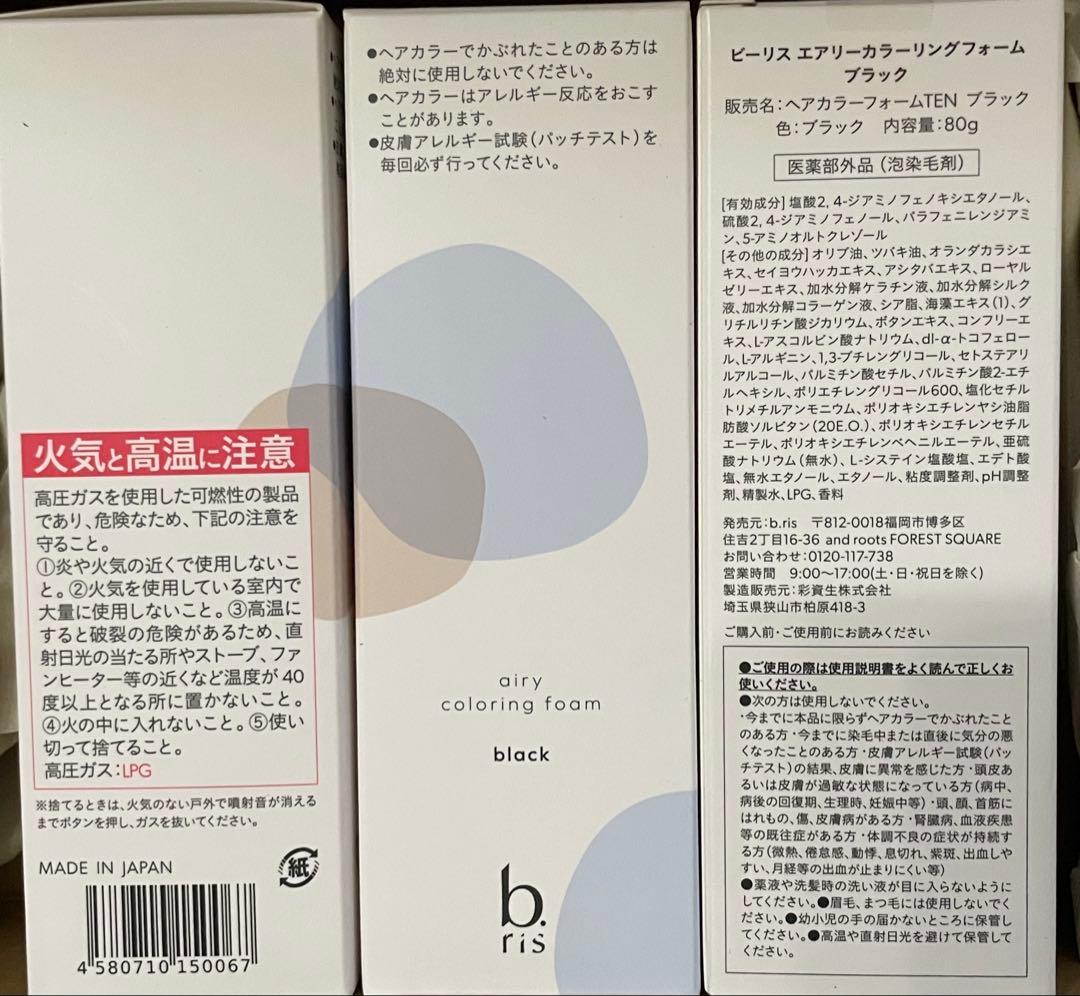 火気と高温に注意
高圧ガスを使用した可燃性の製品
であり、危険なため、下記の注意を
守ること。
①炎や火気の近くで使用しないこ
と。②火気を使用している室内で
大量に使用しないこと。③高温に
すると破裂の危険があるため、直
射日光の当たる所やストーブ、ファ
ンヒーター等の近くなど温度が40
度以上となる所に置かないこと。
④火の中に入れないこと。⑤使い
切って捨てること。
高圧ガス:LPG
※捨てるときは、火気のない戸外で噴射音が消える
までボタンを押し、ガスを抜いてください。
MADE IN JAPAN
紙
4 580710 150067
●ヘアカラーでかぶれたことのある方は
絶対に使用しないでください。
●ヘアカラーはアレルギー反応をおこす
ことがあります。
●皮膚アレルギー試験(パッチテスト)を
毎回必ず行ってください。
airy
coloring foam
black
b.
ris
ビーリス エアリーカラーリングフォーム
ブラック
販売名:ヘアカラーフォームTEN ブラック
色:ブラック 内容量:80g
医薬部外品(泡染毛剤)
[有効成分] 塩酸2, 4-ジアミノフェノキシエタノール、
硫酸2, 4-ジアミノフェノール、パラフェニレンジアミ
ン、5-アミノオルトクレゾール
[その他の成分] オリブ油、ツバキ油、オランダカラシエ
キス、セイヨウハッカエキス、アシタバエキス、ローヤル
ゼリーエキス、加水分解ケラチン液、加水分解シルク
液、加水分解コラーゲン液、シア脂、海藻エキス(1)、グ
リチルリチン酸ジカリウム、ボタンエキス、コンフリーエ
キス、L-アスコルビン酸ナトリウム、dl-α-トコフェロー
ル、L-アルギニン、1,3-ブチレングリコール、セトステアリ
ルアルコール、パルミチン酸セチル、パルミチン酸2-エチ
ルヘキシル、ポリエチレングリコール600、塩化セチル
トリメチルアンモニウム、ポリオキシエチレンヤシ油脂
肪酸ソルビタン(20E.O.)、ポリオキシエチレンセチル
エーテル、ポリオキシエチレンベヘニルエーテル、亜硫
酸ナトリウム(無水)、L-システイン塩酸塩、エデト酸
塩、無水エタノール、エタノール、粘度調整剤、pH調整
剤、精製水、LPG、香料
発売元:b.ris 〒812-0018福岡市博多区
住吉2丁目16-36 and roots FOREST SQUARE
お問い合わせ:0120-117-738
営業時間 9:00~17:00(土・日・祝日を除く)
製造販売元:彩資生株式会社
埼玉県狭山市柏原418-3
ご購入前・ご使用前にお読みください
●ご使用の際は使用説明書をよく読んで正しくお
使いください。
●次の方は使用しないでください。
・今までに本品に限らずヘアカラーでかぶれたこと
のある方・今までに染毛中または直後に気分の悪
くなったことのある方・皮膚アレルギー試験(パッ
チテスト)の結果、皮膚に異常を感じた方・頭皮あ
るいは皮膚が過敏な状態になっている方(病中、
病後の回復期、生理時、妊娠中等)・頭、顔、首筋に
はれもの、傷、皮膚病がある方・腎臓病、血液疾患
等の既往症がある方・体調不良の症状が持続す
る方(微熱、倦怠感、動悸、息切れ、紫斑、出血しや
すい、月経等の出血が止まりにくい等)
●薬液や洗髪時の洗い液が目に入らないように
してください。●眉毛、まつ毛には使用しないでく
ださい。●幼小児の手の届かないところに保管し
てください。●高温や直射日光を避けて保管して
ください。